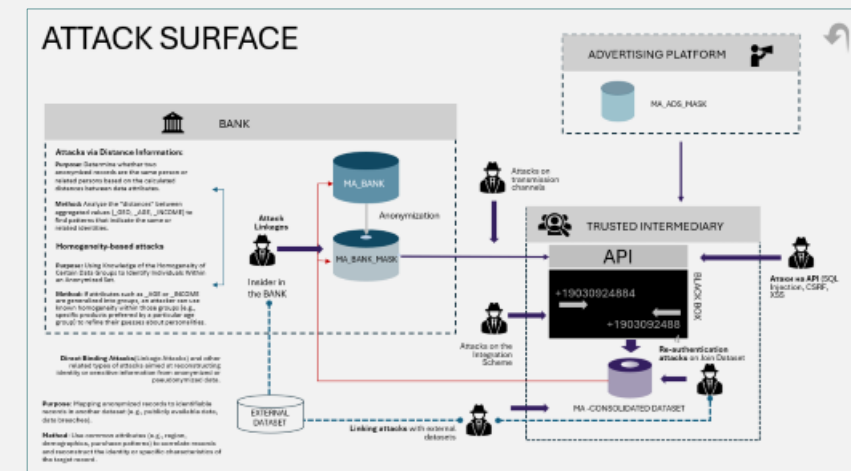 ATTACK SURFACE
ADVERTISING PLATFORM
MA_ADS_MASK
BANK
Attacks via Distance Information:
Purpose: Determine whether two
anonymized records are the same person or
related persons based on the calculated
distances between data attributes.
Method: Analyze the "distances" between
aggregated values (_GEO, _AGE, _INCOME) to
find patterns that indicate the same or
related identities.
Homogeneity-based attacks
Purpose: Using Knowledge of the Homogeneity of
Certain Data Groups to Identify Individuals Within
an Anonymized Set.
Method: If attributes such as _AGE or _INCOME
are generalized into groups, an attacker can use
known homogeneity within those groups (e.g.,
specific products preferred by a particular age
group) to refine their guesses about personalities.
Attack
Linkages
Insider in
the BANK
MA_BANK
Anonymization
MA_BANK_MASK
Attacks on
transmission
channels
TRUSTED INTERMEDIARY
API
BLACK BOX
+19030924884
+1903092488
Attacks on the
Integration
Scheme
(SQL
Injection, CSRF,
XSS
Re-authentication
attacks on Join Dataset
MA -CONSOLIDATED DATASET
Direct Binding Attacks(Linkage Attacks) and other
related types of attacks aimed at reconstructing
identity or sensitive information from anonymized or
pseudonymized data.
Purpose: Mapping anonymized records to identifiable
records in another dataset (e.g., publicly available data,
data breaches).
Method: Use common attributes (e.g., region,
demographics, purchase patterns) to correlate records
and reconstruct the identity or specific characteristics of
the target record.
EXTERNAL
DATASET
Linking attacks with external
datasets